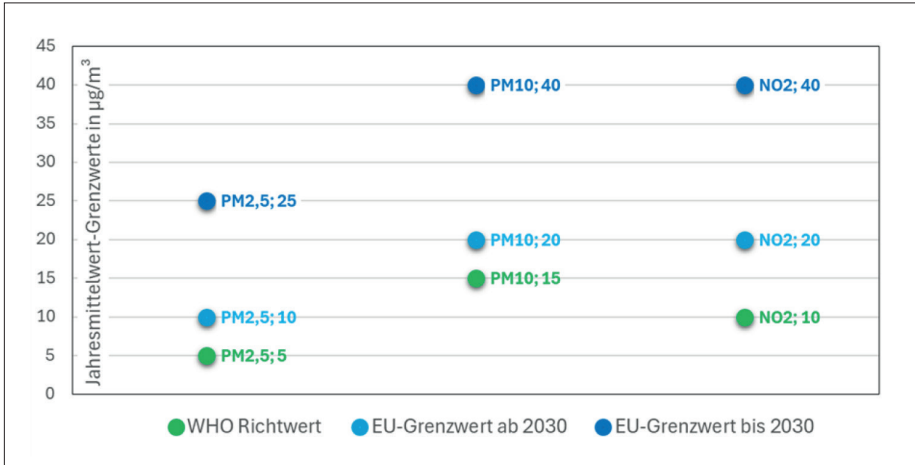 Jahresmittelwert-Grenzwerte in µg/m³
45
40
35
30
25
20
15
10
5
0
PM10; 40
NO2; 40
PM2,5; 25
PM10; 20
NO2; 20
PM10; 15
PM2,5; 10
NO2; 10
PM2,5; 5
WHO Richtwert
EU-Grenzwert ab 2030
EU-Grenzwert bis 2030